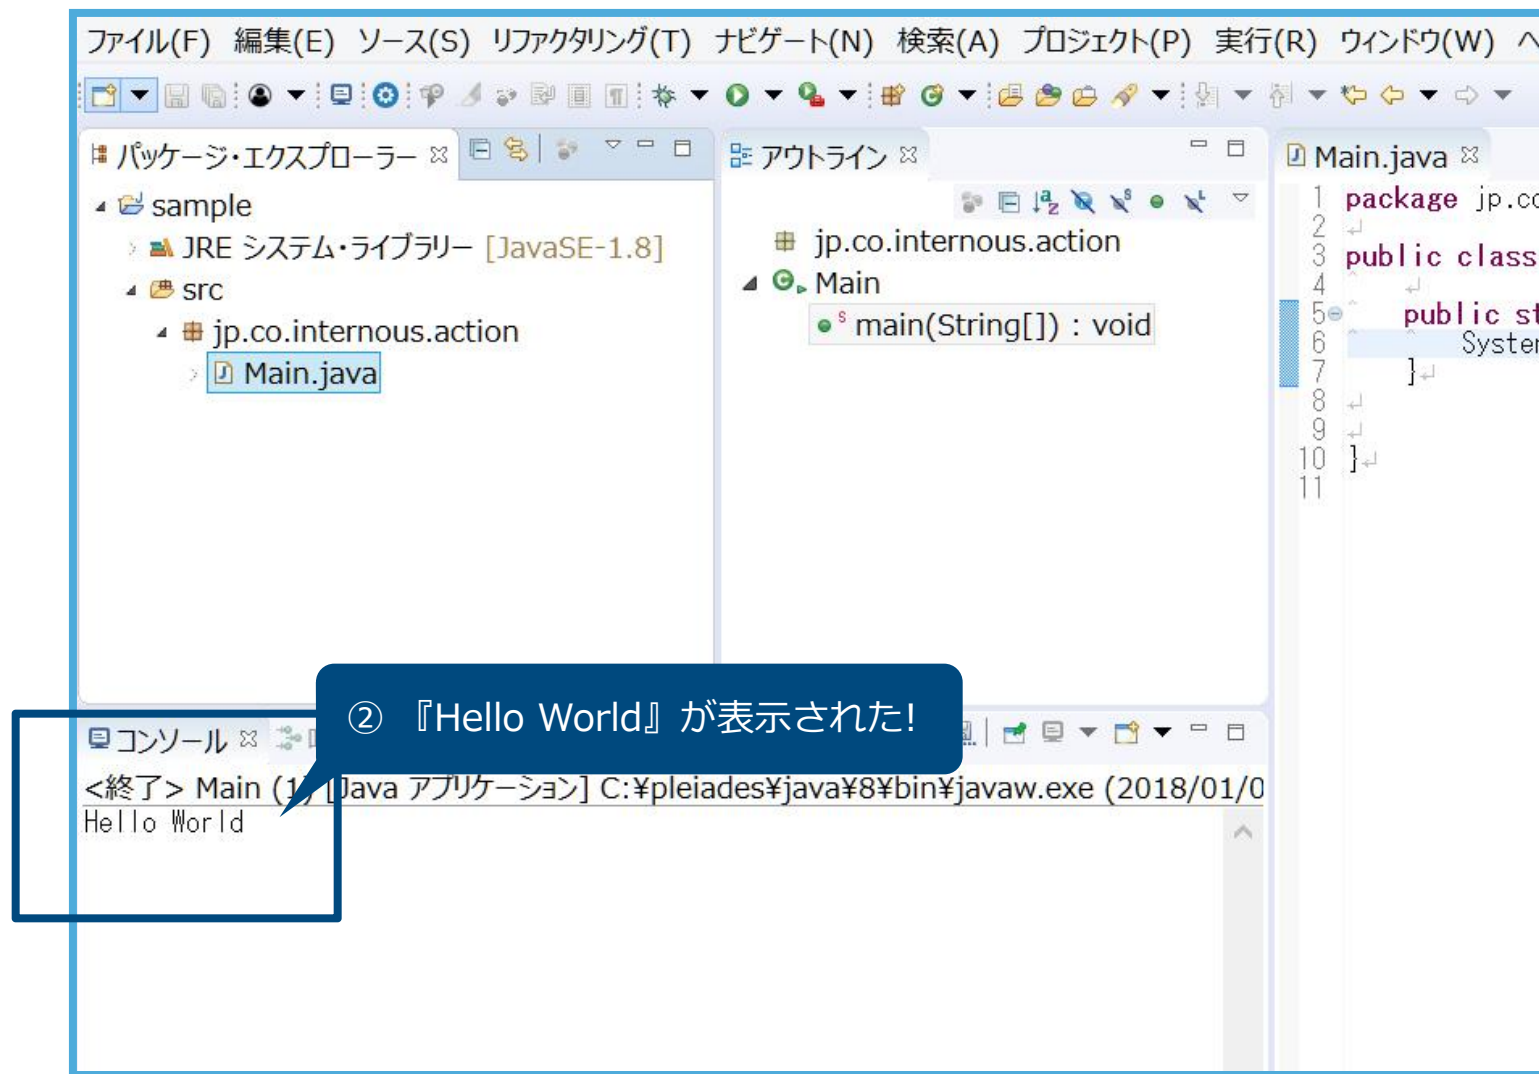 ファイル(F) 編集(E) ソース(S) リファクタリング(T) ナビゲート(N) 検索(A) プロジェクト(P) 実行(R) ウィンドウ(W) ヘ
パッケージ・エクスプローラー
sample
JRE システム・ライブラリー [JavaSE-1.8]
src
jp.co.internous.action
Main.java
アウトライン
jp.co.internous.action
Main
main(String[]) : void
Main.java
1 package jp.co
2
3 public class
4
5 public st
6 System
7 }
8
9
10 }
11
② 『Hello World』が表示された!
コンソール
<終了> Main (1) [Java アプリケーション] C:¥pleiades¥java¥8¥bin¥javaw.exe (2018/01/0
Hello World